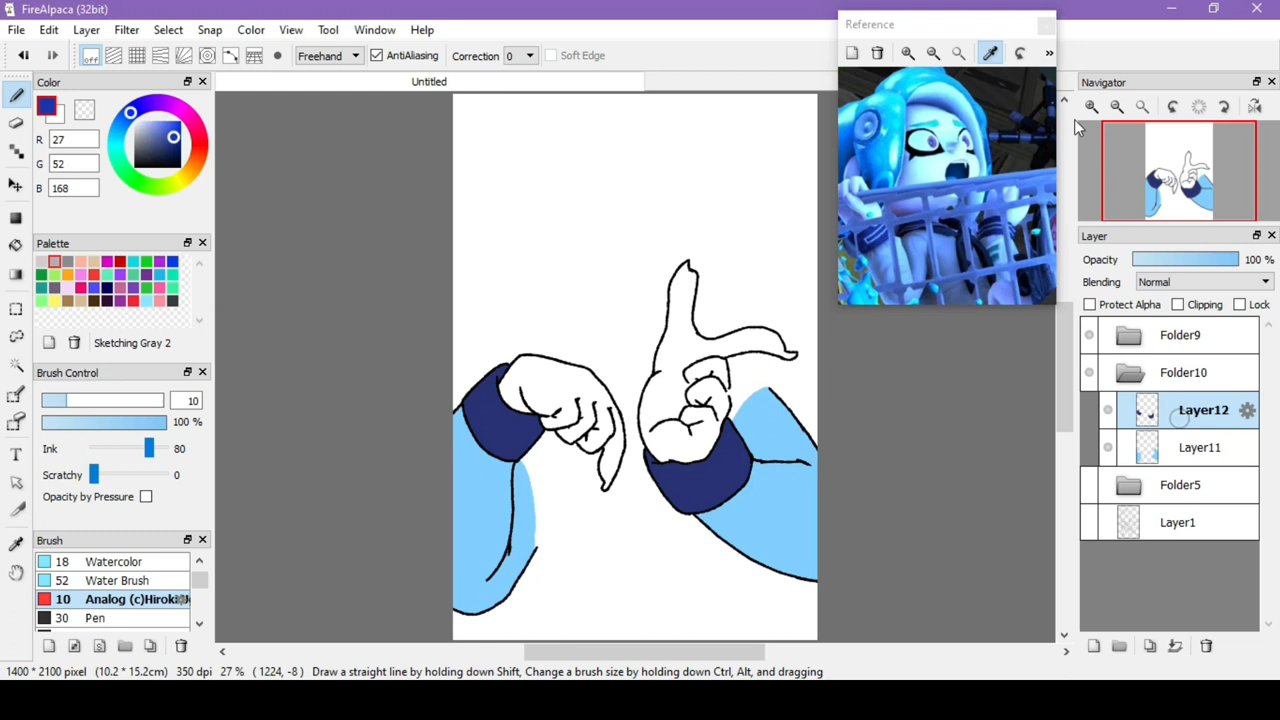 FireAlpaca (32bit)
File Edit Layer Filter Select Snap Color View Tool Window Help
off Freehand AntiAliasing Correction 0 Soft Edge
Untitled
Reference
»
Color
R 27
G 52
B 168
Palette
Sketching Gray 2
Brush Control
10
100 %
Ink 80
Scratchy 0
Opacity by Pressure
Brush
18 Watercolor
52 Water Brush
10 Analog (c)Hiroki
30 Pen
Navigator
Layer
Opacity 100 %
Blending Normal
Protect Alpha Clipping Lock
Folder9
Folder10
Layer12
Layer11
Folder5
Layer1
1400 * 2100 pixel (10.2 * 15.2cm) 350 dpi 27 % ( 1224, -8 ) Draw a straight line by holding down Shift, Change a brush size by holding down Ctrl, Alt, and dragging